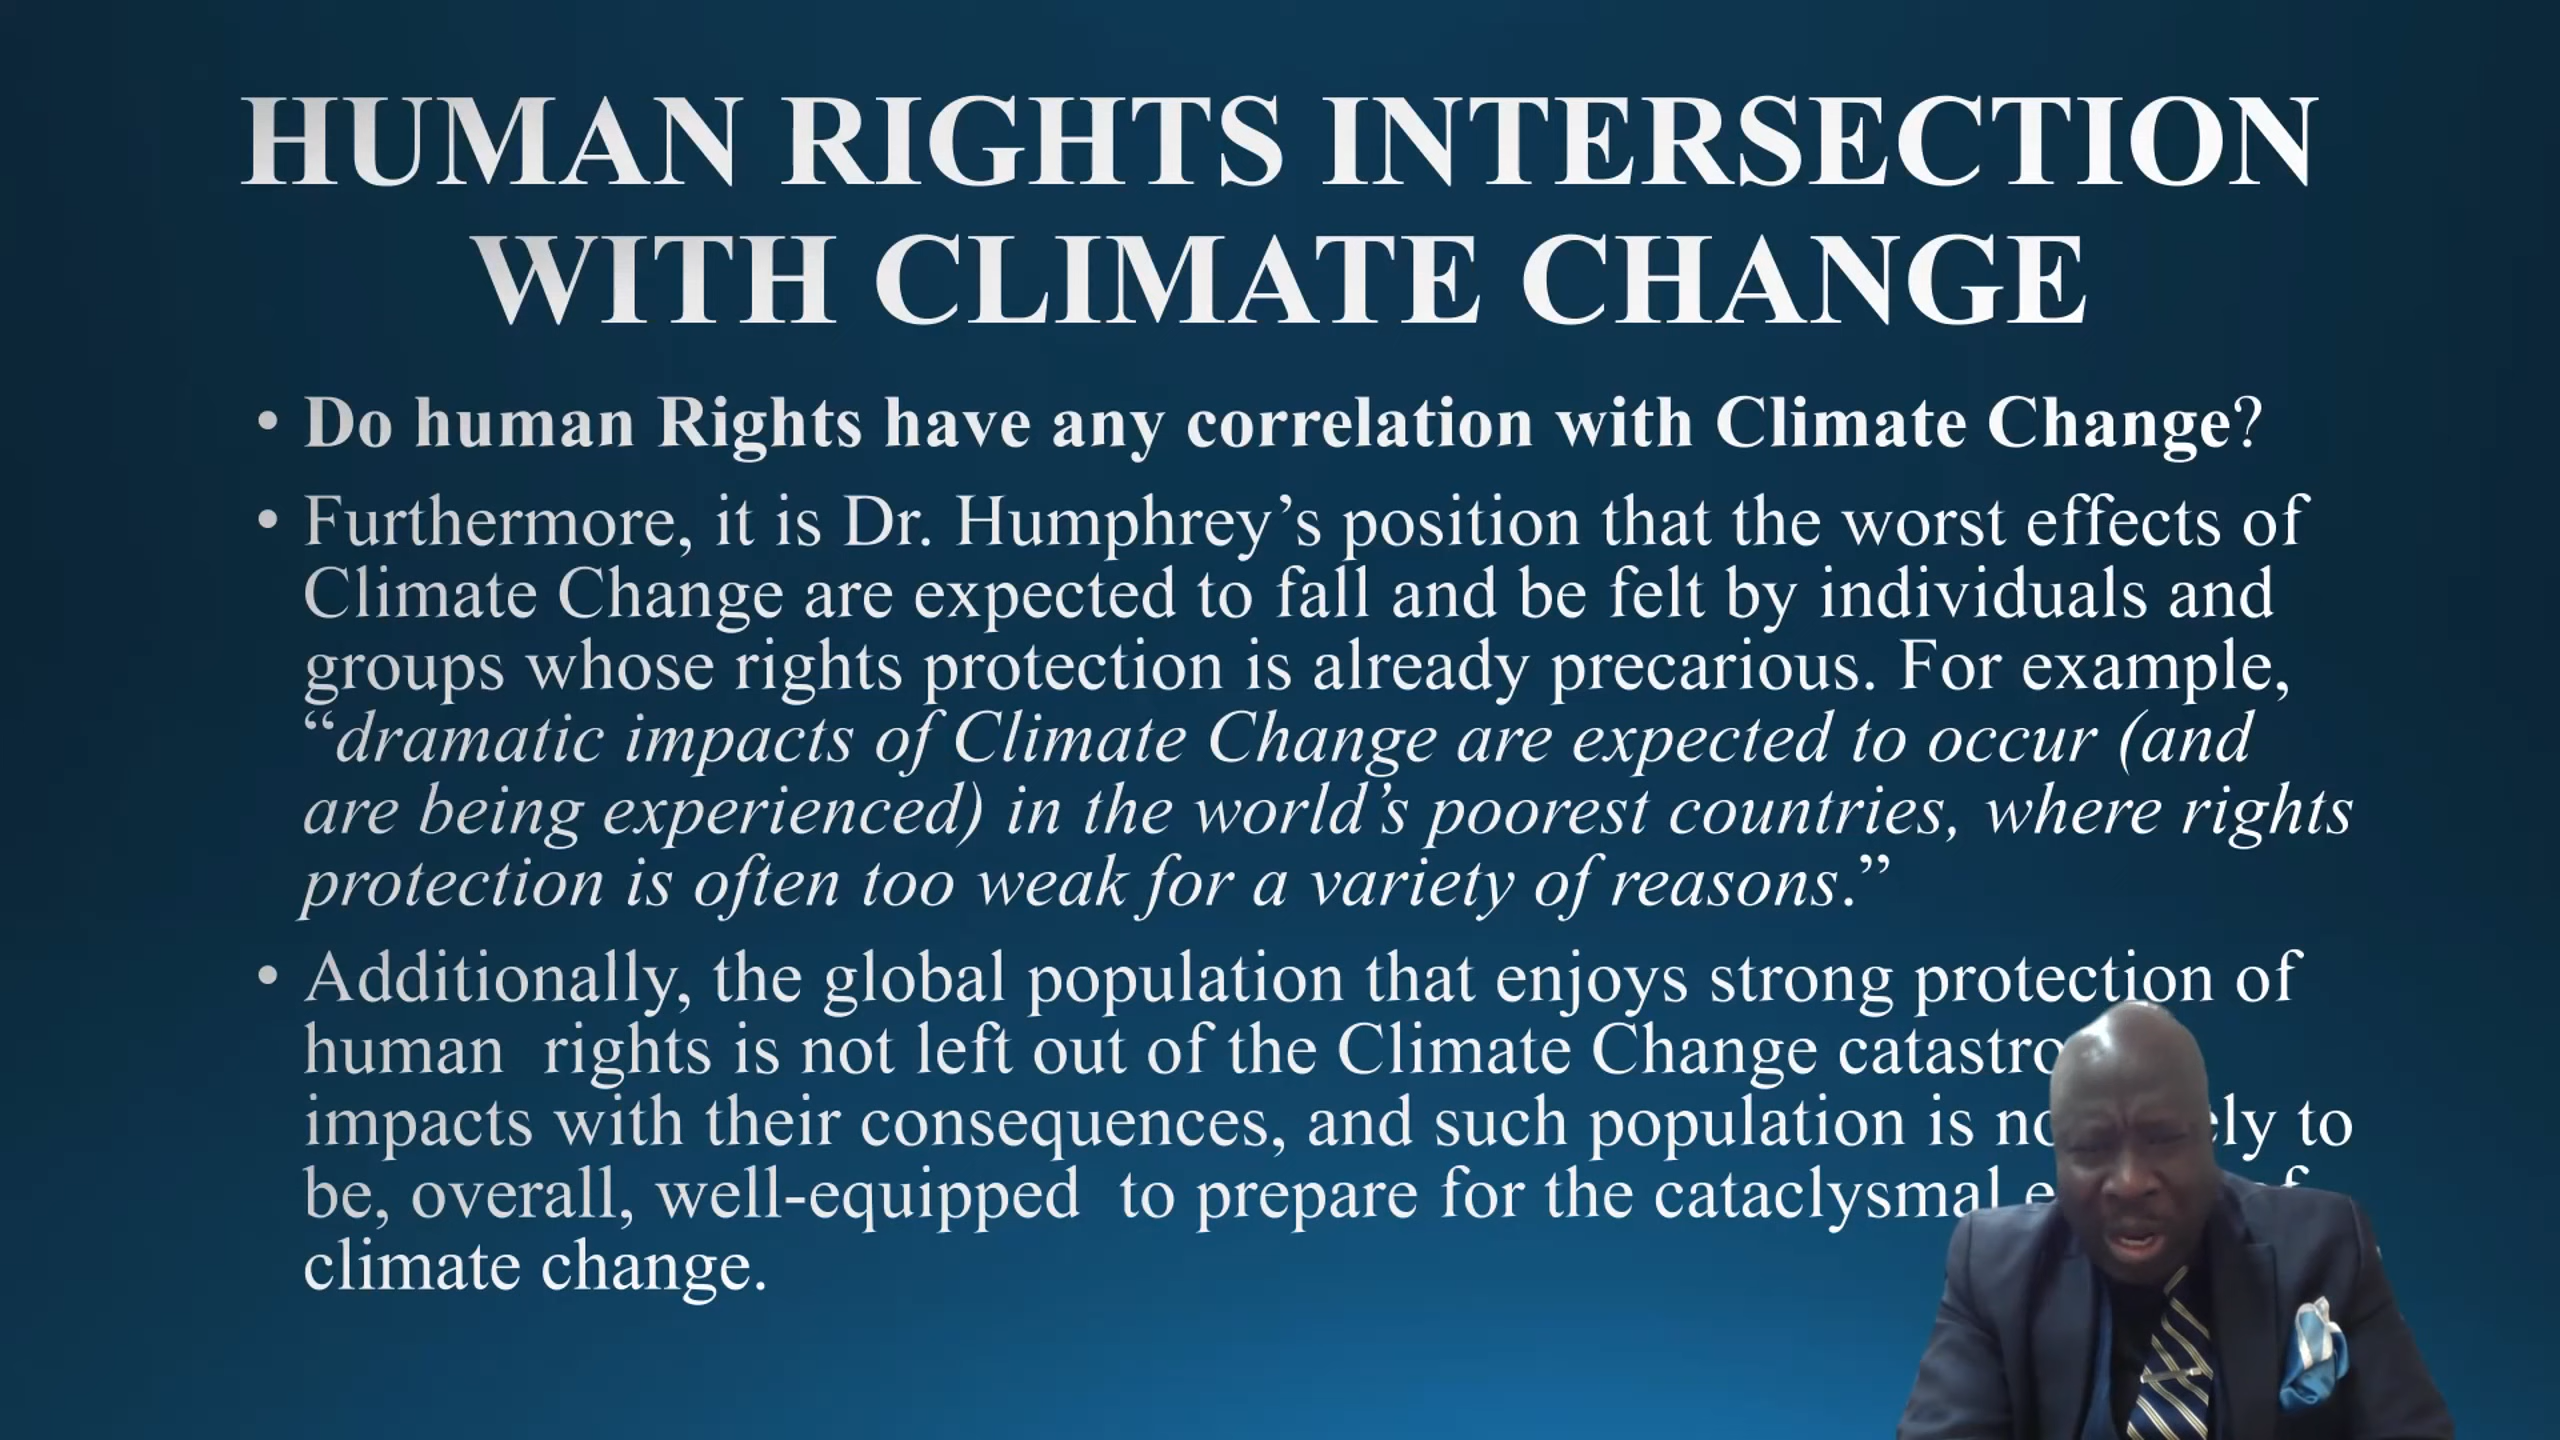 HUMAN RIGHTS INTERSECTION
WITH CLIMATE CHANGE
• Do human Rights have any correlation with Climate Change?
• Furthermore, it is Dr. Humphrey’s position that the worst effects of
Climate Change are expected to fall and be felt by individuals and
groups whose rights protection is already precarious. For example,
“dramatic impacts of Climate Change are expected to occur (and
are being experienced) in the world’s poorest countries, where rights
protection is often too weak for a variety of reasons.”
• Additionally, the global population that enjoys strong protection of
human rights is not left out of the Climate Change
impacts with their consequences, and such population is to
be, overall, well-equipped to prepare for the cataclysmal of
climate change.